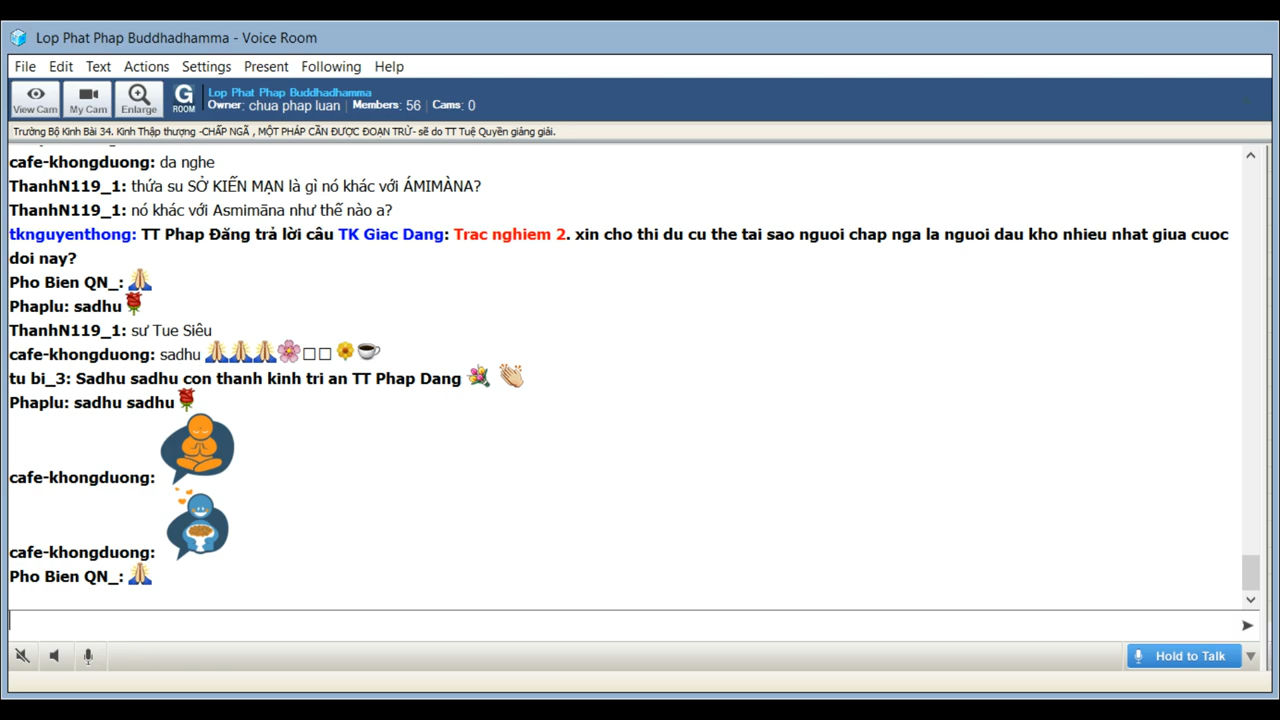 Lop Phat Phap Buddhadhamma - Voice Room
File Edit Text Actions Settings Present Following Help
View Cam My Cam Enlarge G ROOM Lop Phat Phap Buddhadhamma
Owner: chua phap luan | Members: 56 | Cams: 0
Trường Bộ Kinh Bài 34. Kinh Thập thượng -CHẤP NGÃ , MỘT PHÁP CẦN ĐƯỢC ĐOẠN TRỪ- sẽ do TT Tuệ Quyền giảng giải.
cafe-khongduong: da nghe
ThanhN119_1: thứa su SỞ KIẾN MẠN là gì nó khác với ÁMIMÀNA?
ThanhN119_1: nó khác với Asmimāna như thế nào a?
tknguyenthong: TT Phap Đăng trả lời câu TK Giac Dang: Trac nghiem 2. xin cho thi du cu the tai sao nguoi chap nga la nguoi dau kho nhieu nhat giua cuoc
doi nay?
Pho Bien QN_: 🙏
Phaplu: sadhu 🌹
ThanhN119_1: sư Tue Siêu
cafe-khongduong: sadhu 🙏🙏🙏🌸□□ 🌼☕
tu bi_3: Sadhu sadhu con thanh kinh tri an TT Phap Dang 💐 👏
Phaplu: sadhu sadhu 🌹
cafe-khongduong:
cafe-khongduong:
Pho Bien QN_: 🙏
Hold to Talk